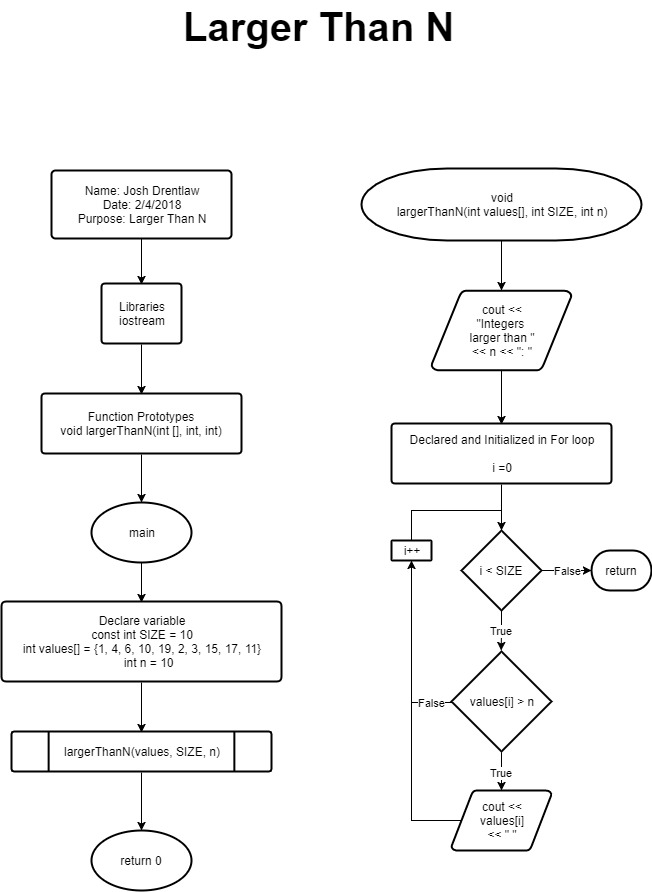 Larger Than N
Name: Josh Drentlaw
Date: 2/4/2018
Purpose: Larger Than N
Libraries
iostream
Function Prototypes
void largerThanN(int [], int, int)
main
Declare variable
const int SIZE = 10
int values[] = {1, 4, 6, 10, 19, 2, 3, 15, 17, 11}
int n = 10
largerThanN(values, SIZE, n)
return 0
void
largerThanN(int values[], int SIZE, int n)
cout <<
"Integers
larger than "
<< n << ": "
Declared and Initialized in For loop
i =0
i++
i < SIZE
False
return
True
values[i] > n
False
True
cout <<
values[i]
<< " "